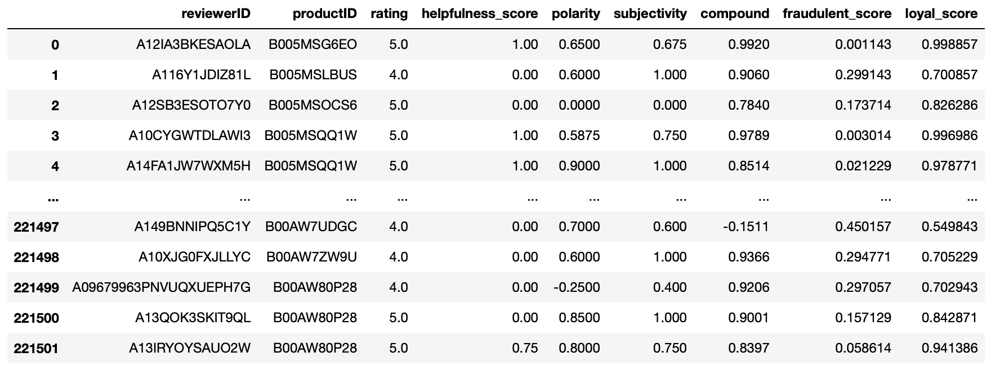 reviewerID productID rating helpfulness_score polarity subjectivity compound fraudulent_score loyal_score
0 A12IA3BKESAOLA B005MSG6EO 5.0 1.00 0.6500 0.675 0.9920 0.001143 0.998857
1 A116Y1JDIZ81L B005MSLBUS 4.0 0.00 0.6000 1.000 0.9060 0.299143 0.700857
2 A12SB3ESOTO7Y0 B005MSOCS6 5.0 0.00 0.0000 0.000 0.7840 0.173714 0.826286
3 A10CYGWTDLAWI3 B005MSQQ1W 5.0 1.00 0.5875 0.750 0.9789 0.003014 0.996986
4 A14FA1JW7WXM5H B005MSQQ1W 5.0 1.00 0.9000 1.000 0.8514 0.021229 0.978771
... ... ... ... ... ... ... ... ... ...
221497 A149BNNIPQ5C1Y B00AW7UDGC 4.0 0.00 0.7000 0.600 -0.1511 0.450157 0.549843
221498 A10XJG0FXJLLYC B00AW7ZW9U 4.0 0.00 0.6000 1.000 0.9366 0.294771 0.705229
221499 A09679963PNVUQXUEPH7G B00AW80P28 4.0 0.00 -0.2500 0.400 0.9206 0.297057 0.702943
221500 A13QOK3SKIT9QL B00AW80P28 5.0 0.00 0.8500 1.000 0.9001 0.157129 0.842871
221501 A13IRYOYSAUO2W B00AW80P28 5.0 0.75 0.8000 0.750 0.8397 0.058614 0.941386